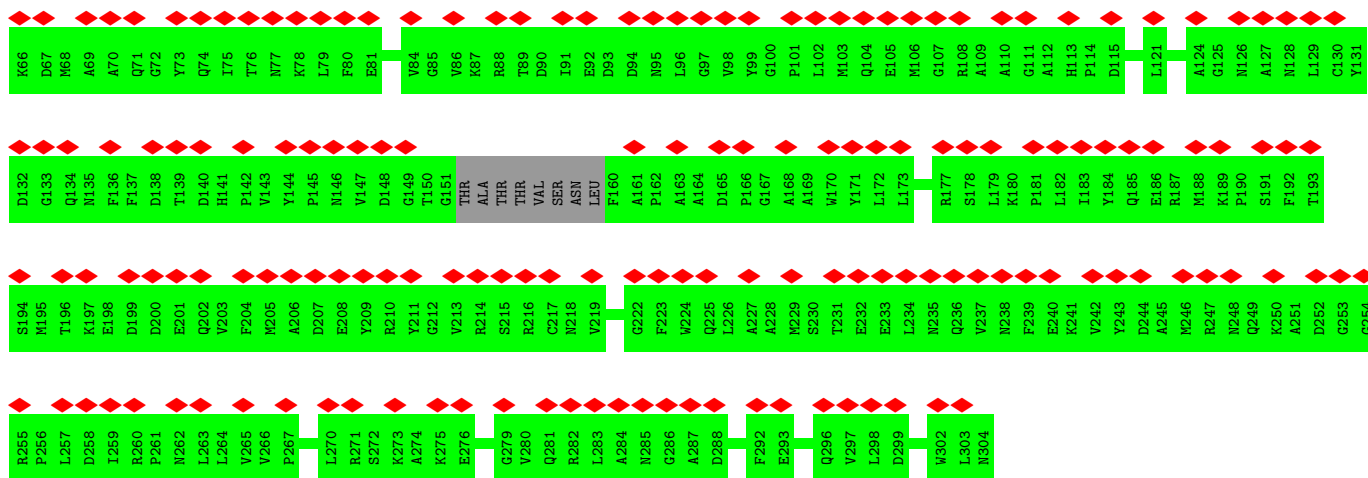 K66 D67 M68 A69 A70 Q71 G72 Y73 Q74 I75 T76 N77 K78 L79 F80 E81 V84 G85 V86 K87 R88 T89 D90 I91 E92 D93 D94 N95 L96 G97 V98 Y99 G100 P101 L102 M103 Q104 E105 M106 G107 R108 A109 A110 G111 A112 H113 P114 D115 L121 A124 G125 N126 A127 N128 L129 C130 Y131
D132 G133 Q134 N135 F136 F137 D138 T139 D140 H141 P142 V143 Y144 P145 N146 V147 D148 G149 T150 G151 THR ALA THR THR VAL SER ASN LEU F160 A161 P162 A163 A164 D165 P166 G167 A168 A169 W170 Y171 L172 L173 R177 S178 L179 K180 P181 L182 I183 Y184 Q185 E186 R187 M188 K189 P190 S191 F192 T193
S194 M195 T196 K197 E198 D199 D200 E201 Q202 V203 F204 M205 A206 D207 E208 Y209 R210 Y211 G212 V213 R214 S215 R216 C217 N218 V219 G222 F223 W224 Q225 L226 A227 A228 M229 S230 T231 E232 E233 L234 N235 Q236 V237 N238 F239 E240 K241 V242 Y243 D244 A245 M246 R247 N248 Q249 K250 A251 D252 G253 G254
R255 P256 L257 D258 I259 R260 P261 N262 L263 L264 V265 V266 P267 L270 R271 S272 K273 A274 K275 E276 G279 V280 Q281 R282 L283 A284 N285 G286 A287 D288 F292 E293 Q296 V297 L298 D299 W302 L303 N304